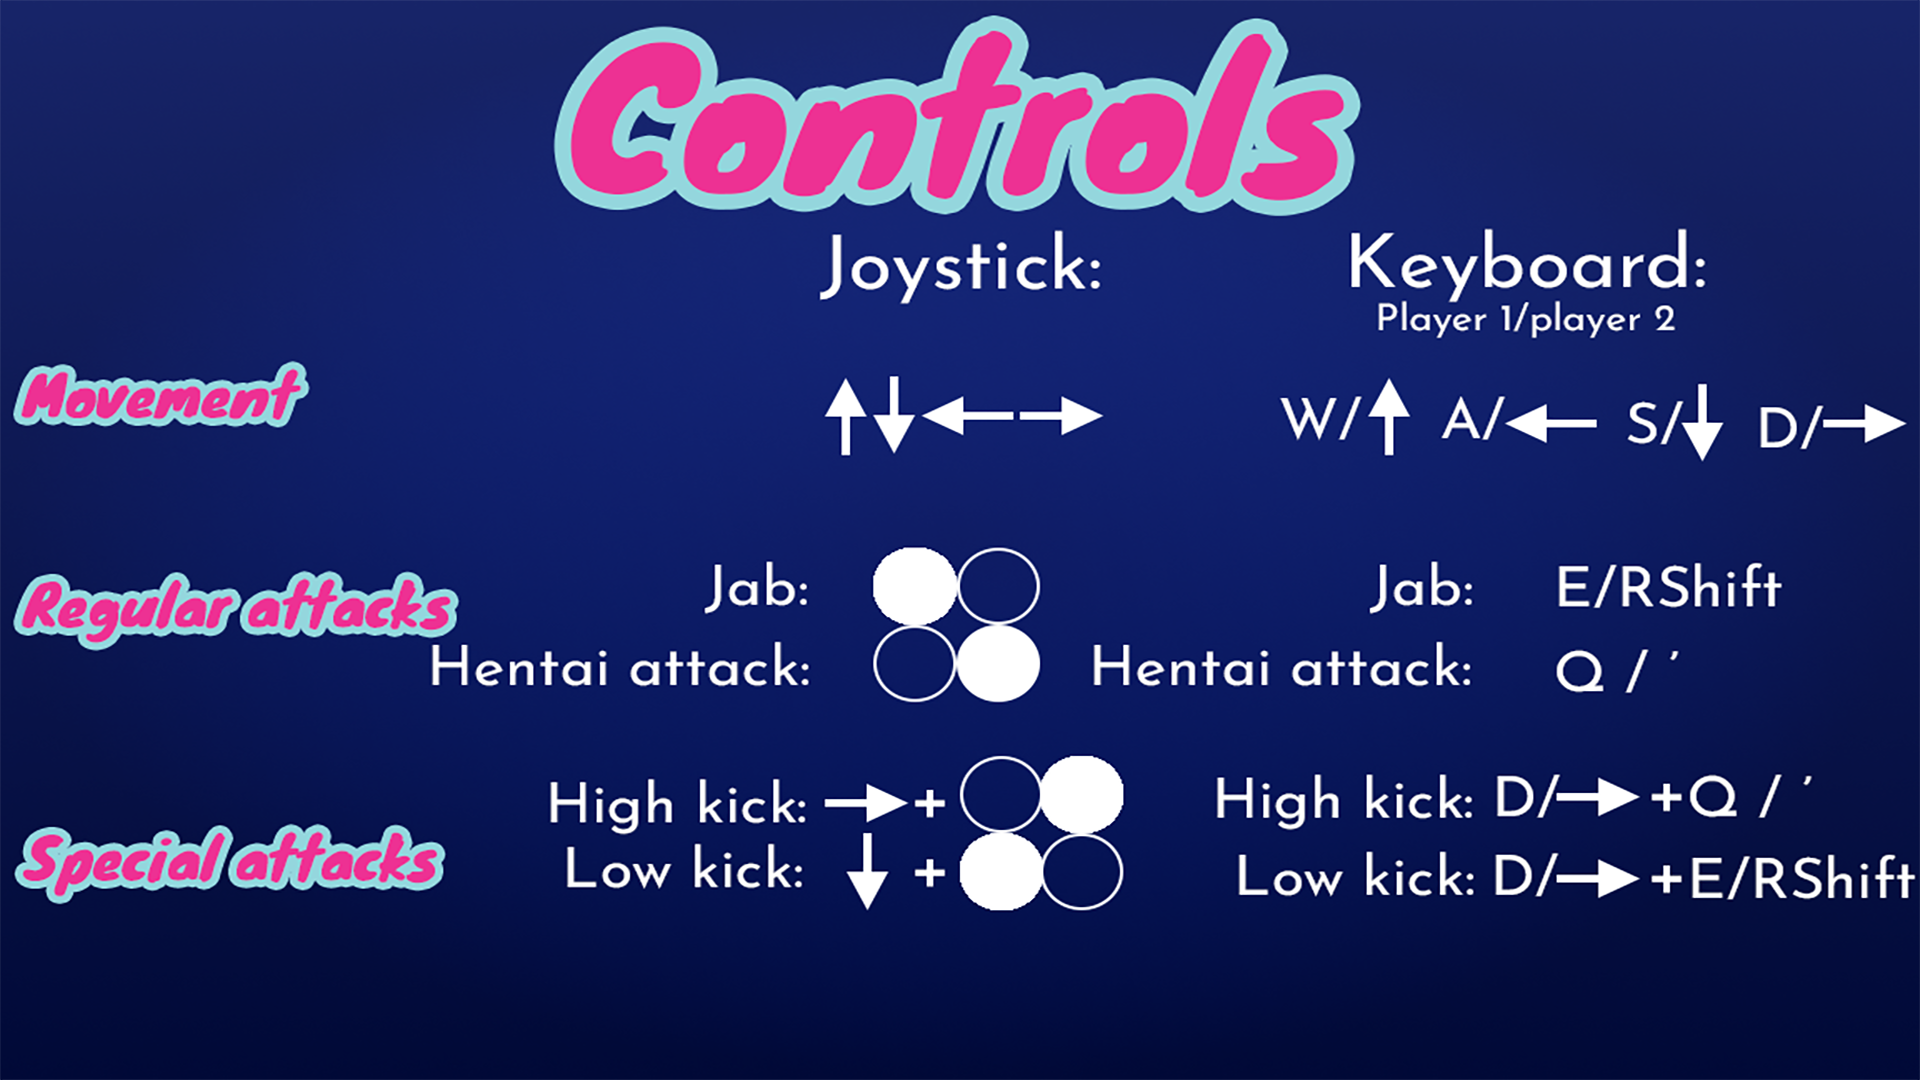 Controls
Joystick: Keyboard:
Player 1/player 2
Movement ↑↓←→ W/↑ A/← S/↓ D/→
Regular attacks
Jab: Jab: E/RShift
Hentai attack: Hentai attack: Q / ’
Special attacks
High kick: →+ High kick: D/→+Q / ’
Low kick: ↓+ Low kick: D/→+E/RShift